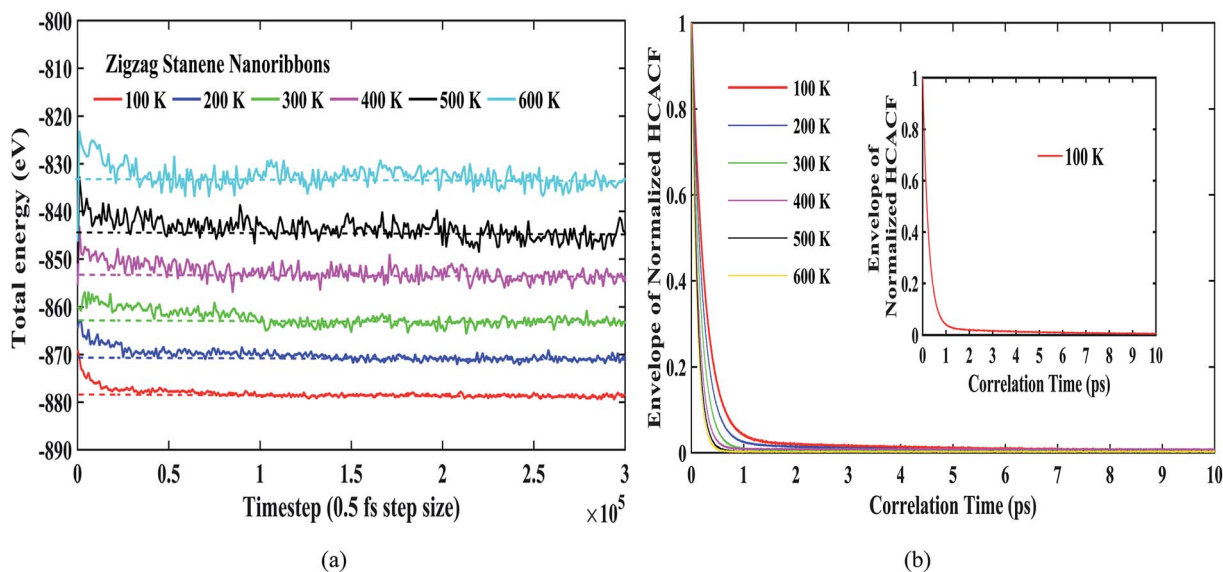 -800
-810
-820
-830
-840
-850
-860
-870
-880
-890
Total energy (eV)
Zigzag Stanene Nanoribbons
100 K 200 K 300 K 400 K 500 K 600 K
0 0.5 1 1.5 2 2.5 3
×10^5
Timestep (0.5 fs step size)
(a)
1
0.8
0.6
0.4
0.2
0
Envelope of Normalized HCACF
100 K
200 K
300 K
400 K
500 K
600 K
0 1 2 3 4 5 6 7 8 9 10
Correlation Time (ps)
1
0.8
0.6
0.4
0.2
0
Envelope of
Normalized HCACF
100 K
0 1 2 3 4 5 6 7 8 9 10
Correlation Time (ps)
(b)